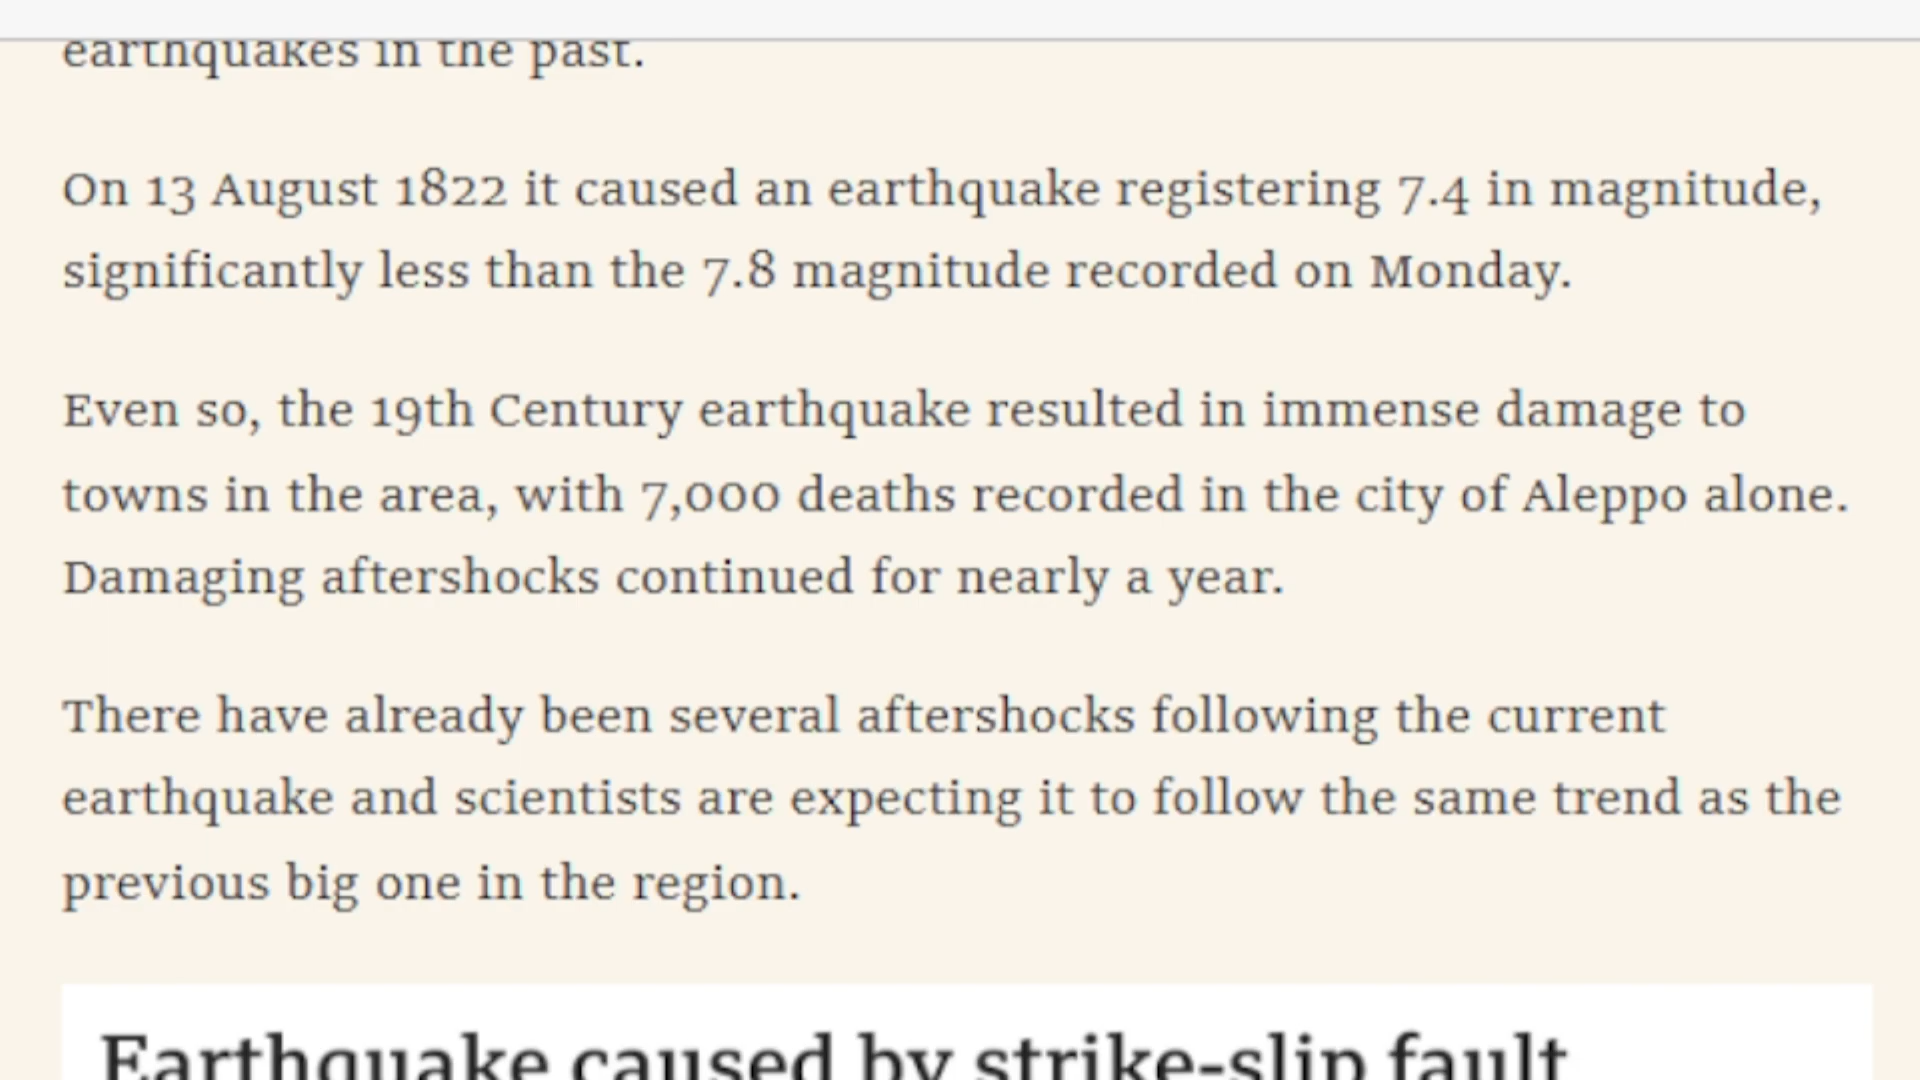 earthquakes in the past.
On 13 August 1822 it caused an earthquake registering 7.4 in magnitude,
significantly less than the 7.8 magnitude recorded on Monday.
Even so, the 19th Century earthquake resulted in immense damage to
towns in the area, with 7,000 deaths recorded in the city of Aleppo alone.
Damaging aftershocks continued for nearly a year.
There have already been several aftershocks following the current
earthquake and scientists are expecting it to follow the same trend as the
previous big one in the region.
Earthquake caused by strike-slip fault